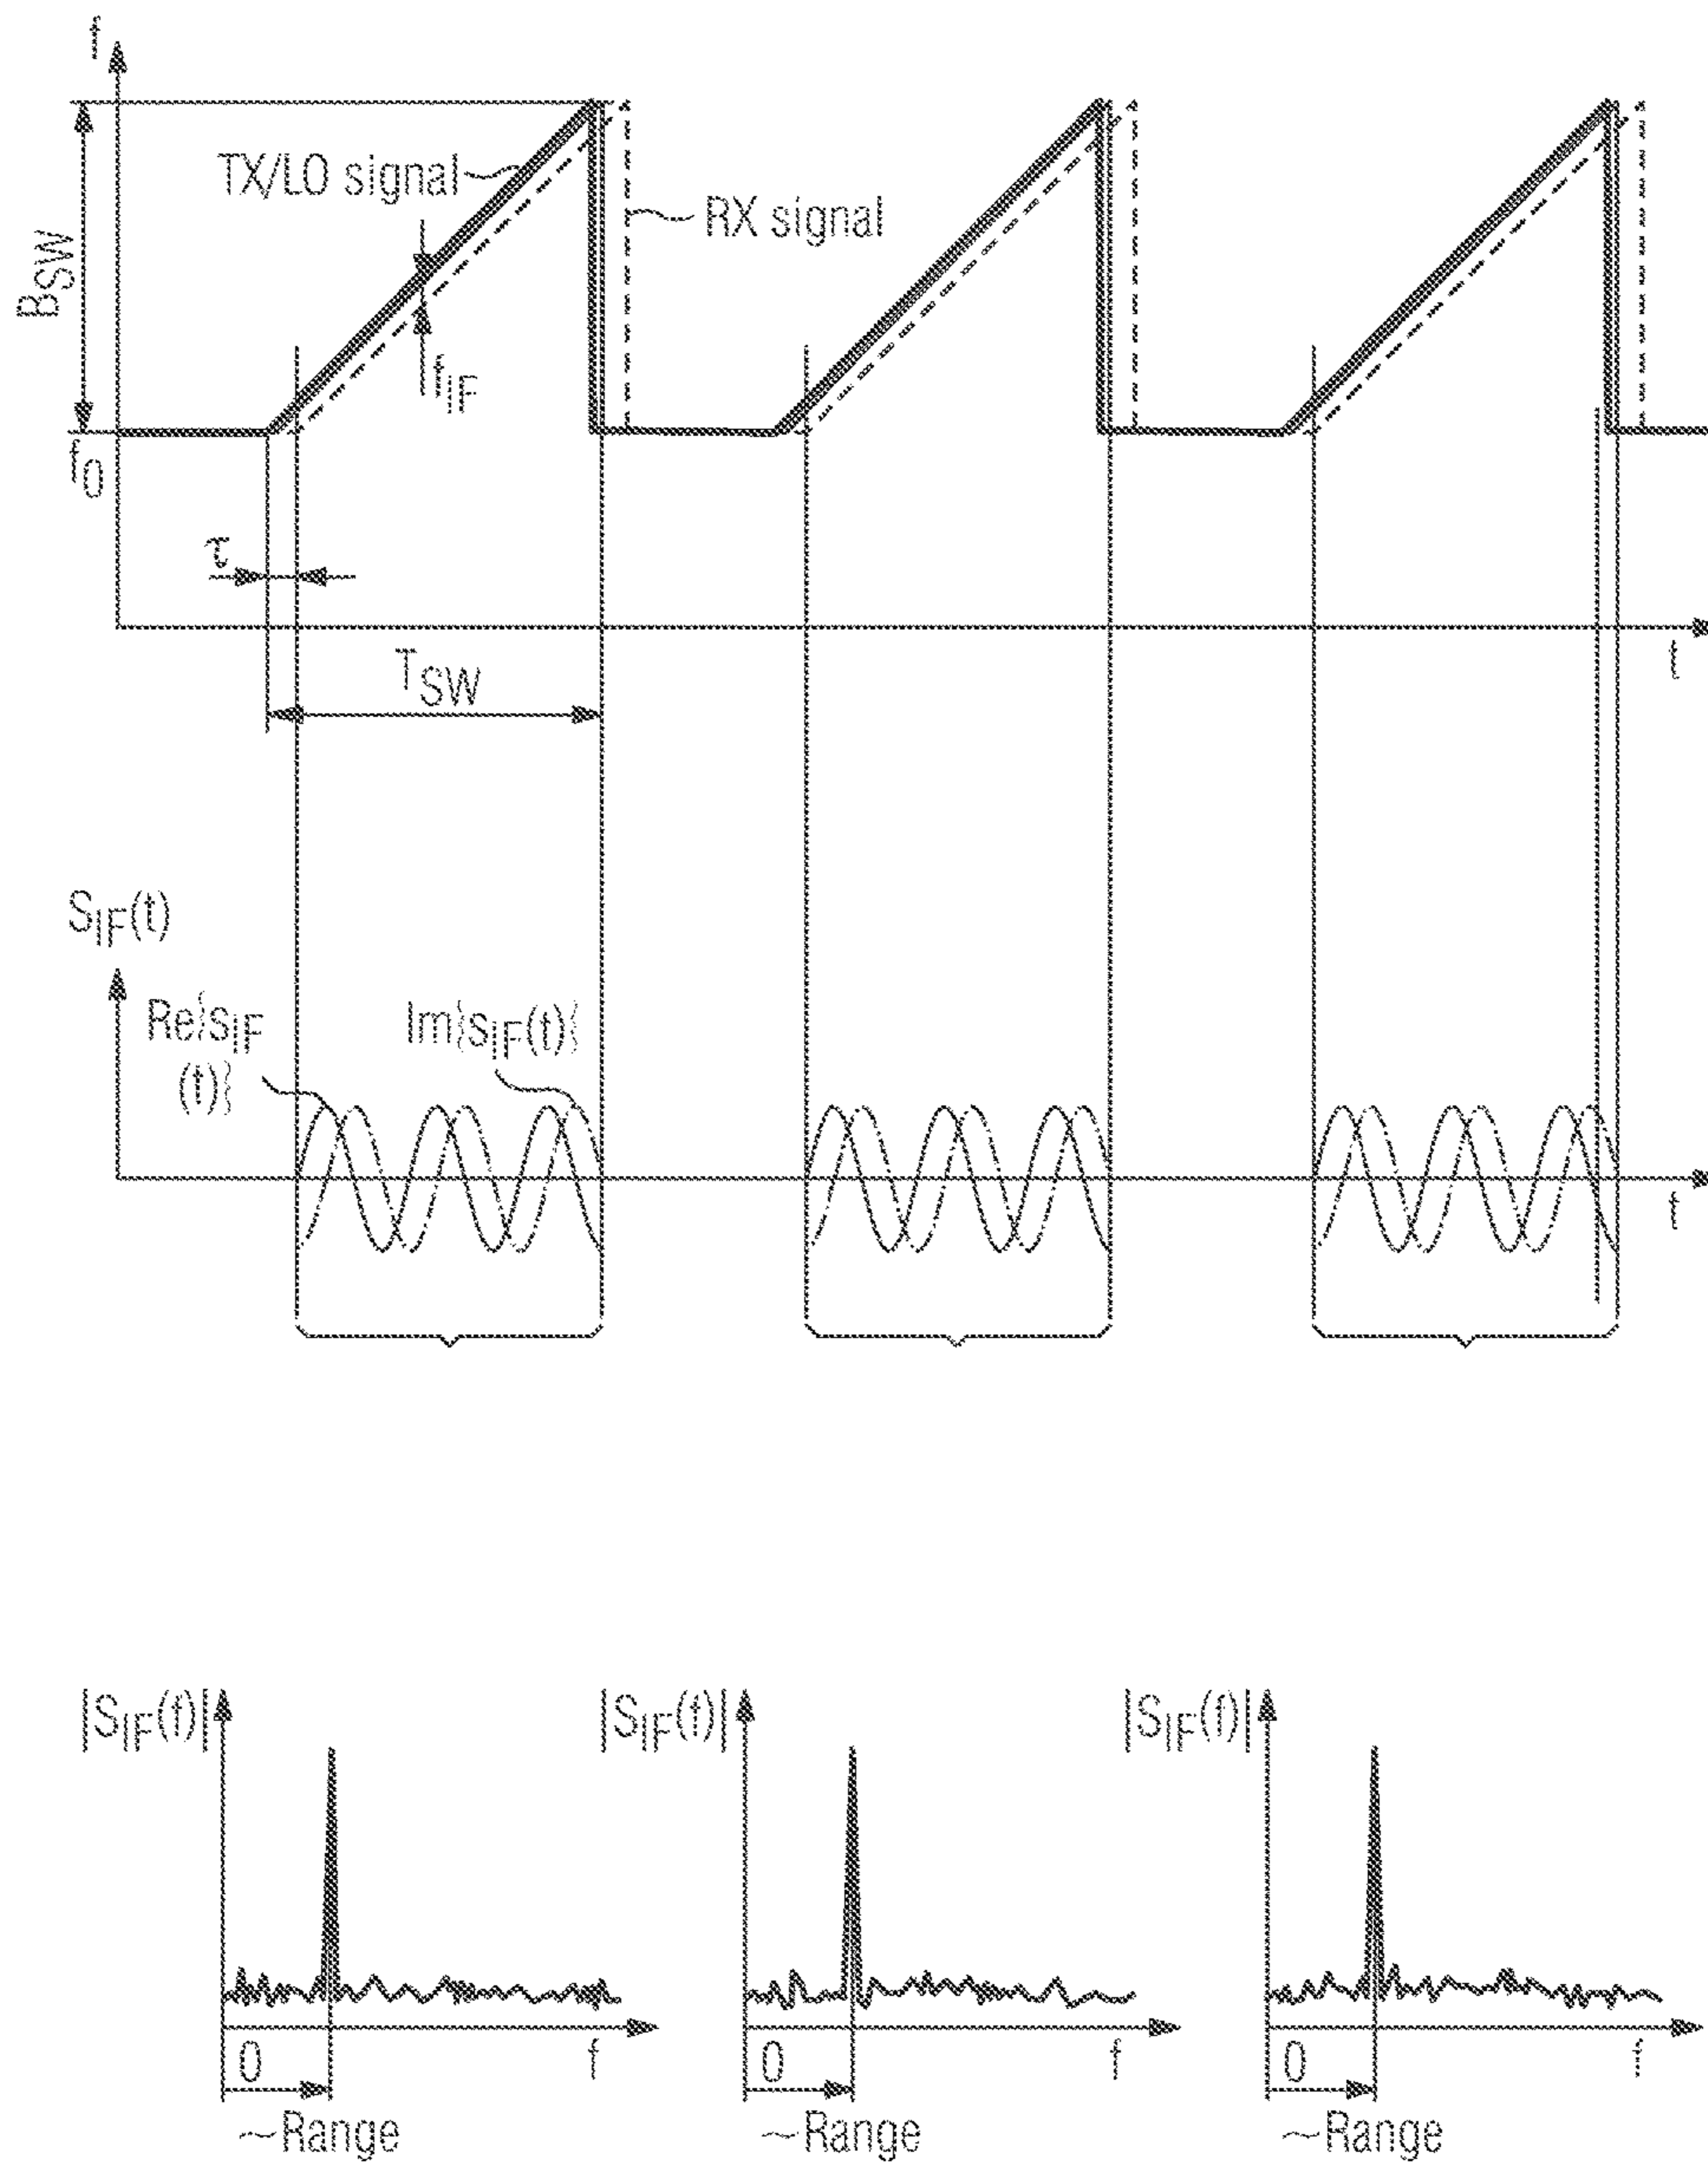 f
TX/LO signal
RX signal
BSW
fIF
f0
τ
t
TSW
SIF(t)
Re{sIF
(t)}
Im{sIF(t)}
t
|SIF(f)| |SIF(f)| |SIF(f)|
0 f 0 f 0 f
~Range ~Range ~Range